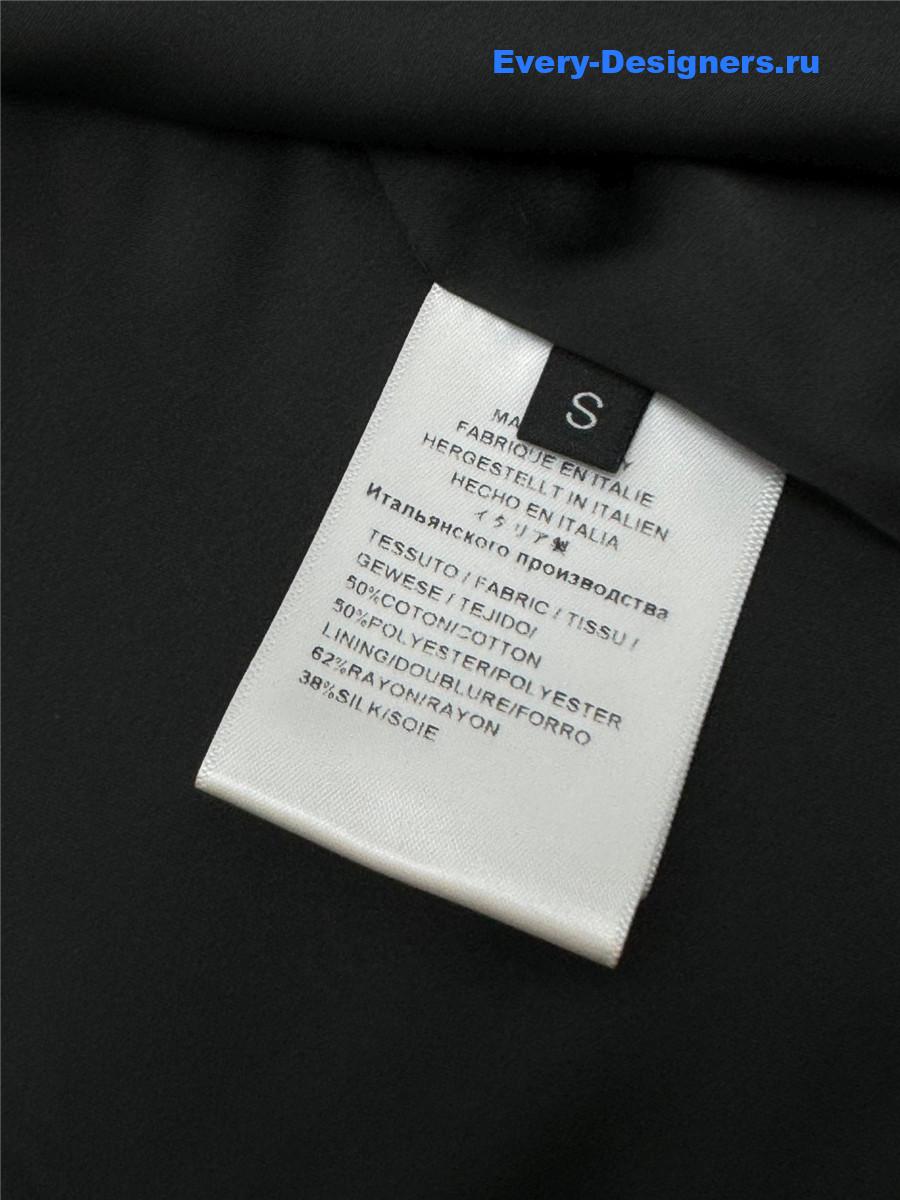 Every-Designers.ru
S
FABRIQUE EN ITALIE
HERGESTELLT IN ITALIEN
HECHO EN ITALIA
イタリア製
Итальянского производства
TESSUTO / FABRIC / TISSU /
GEWESE / TEJIDO/
50%COTON/COTTON
50%POLYESTER/POLYESTER
LINING/DOUBLURE/FORRO
62%RAYON/RAYON
38%SILK/SOIE